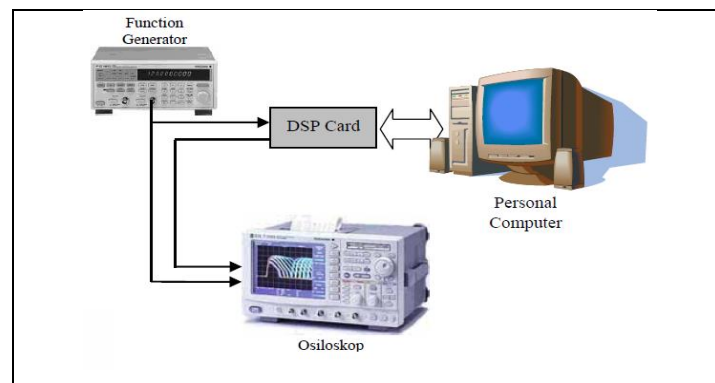 Function
Generator
DSP Card
Personal
Computer
Osiloskop